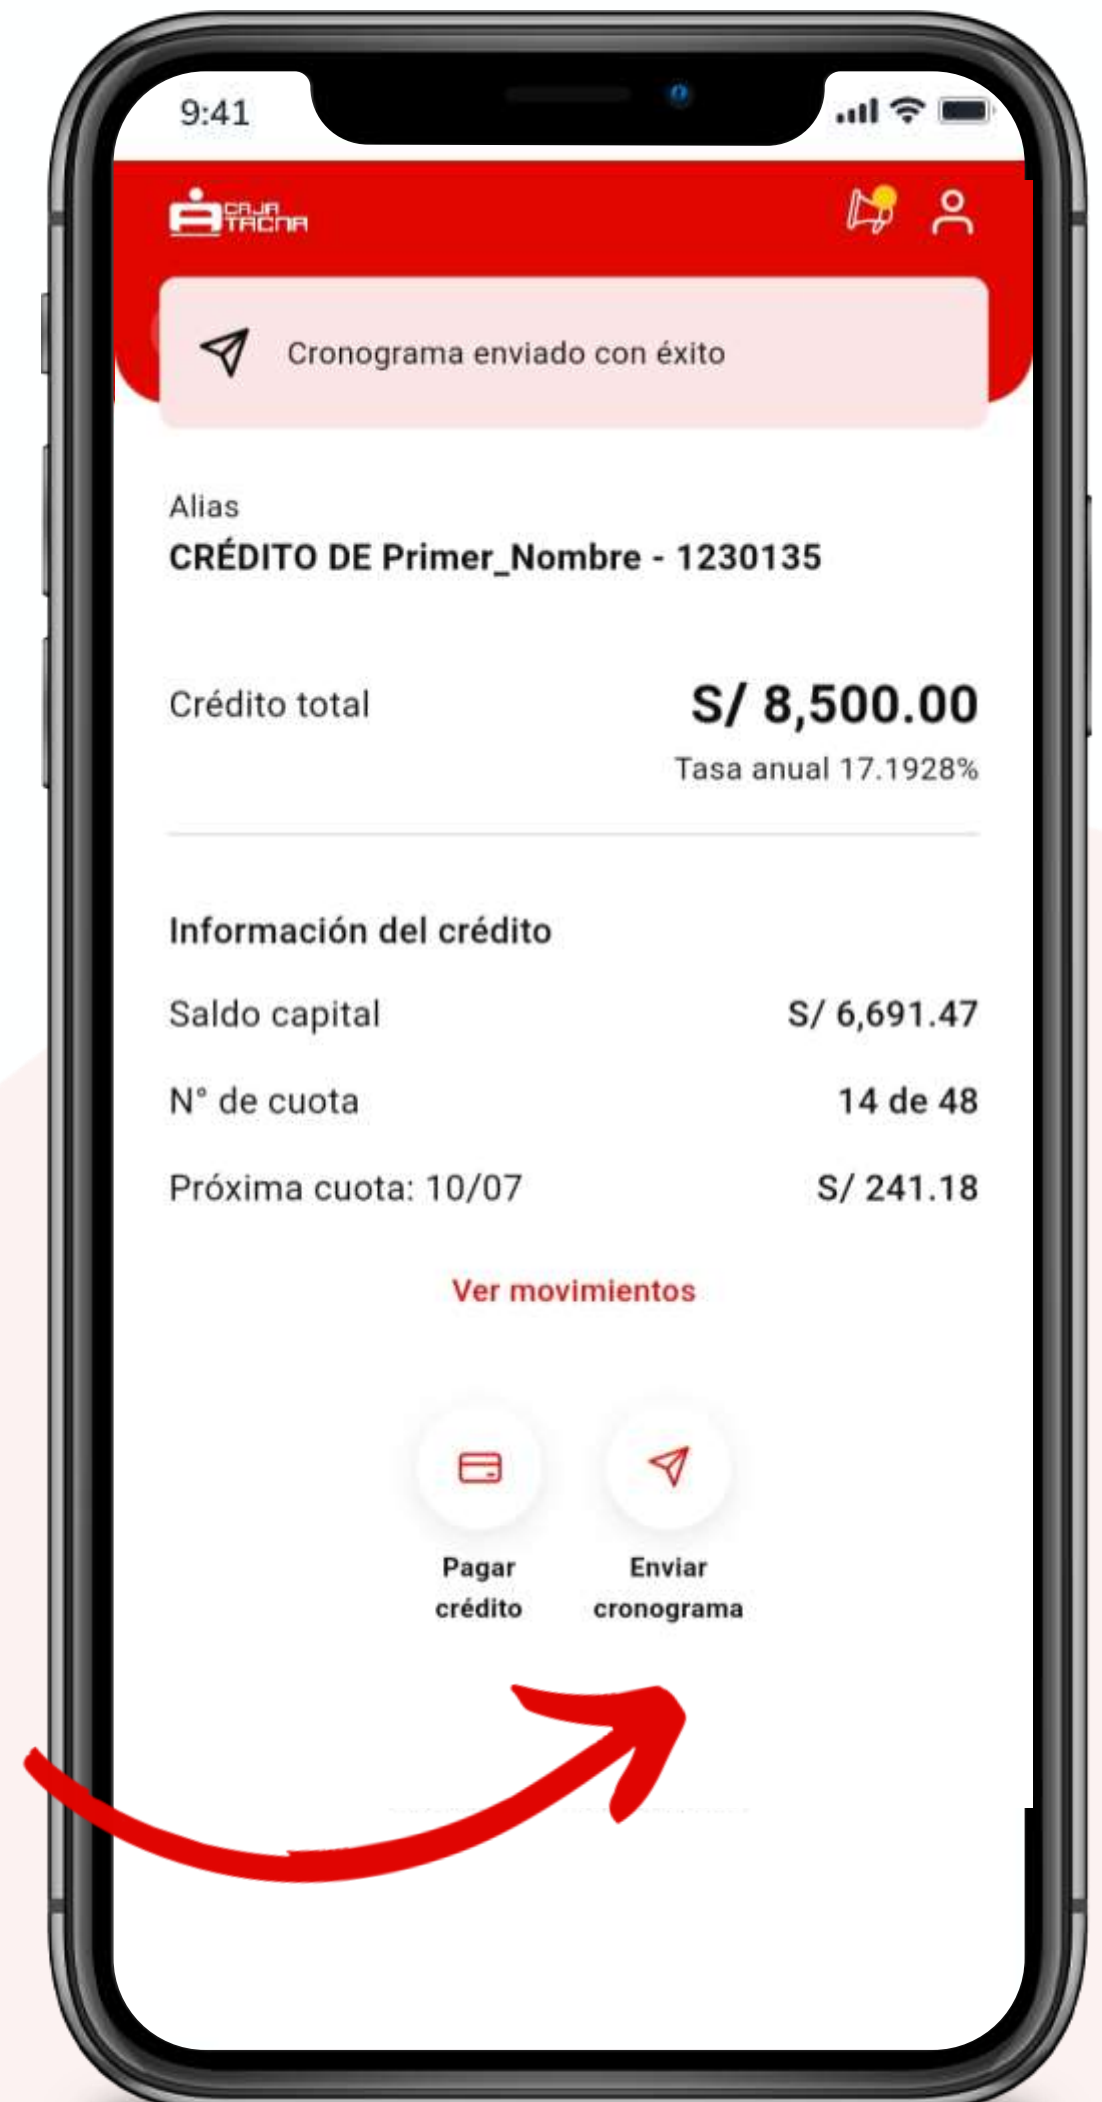 9:41
CAJA
TACNA
Cronograma enviado con éxito
Alias
CRÉDITO DE Primer_Nombre - 1230135
Crédito total S/ 8,500.00
Tasa anual 17.1928%
Información del crédito
Saldo capital S/ 6,691.47
N° de cuota 14 de 48
Próxima cuota: 10/07 S/ 241.18
Ver movimientos
Pagar crédito
Enviar cronograma